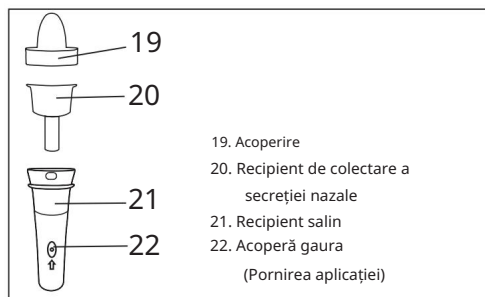 19
20
21
22
19. Acoperire
20. Recipient de colectare a
secreției nazale
21. Recipient salin
22. Acoperă gaura
(Pornirea aplicației)